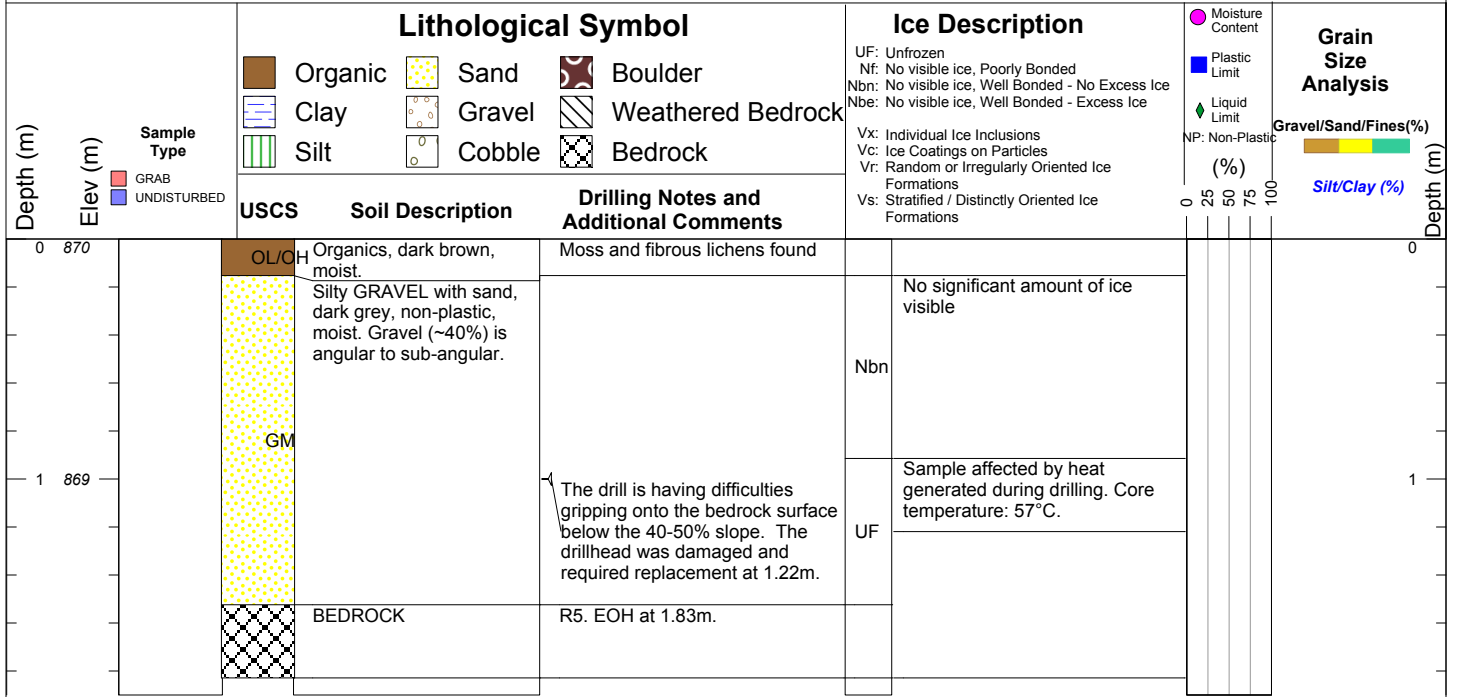 Lithological Symbol
Organic
Sand
Boulder
Clay
Gravel
Weathered Bedrock
Silt
Cobble
Bedrock
Ice Description
UF: Unfrozen
Nf: No visible ice, Poorly Bonded
Nbn: No visible ice, Well Bonded - No Excess Ice
Nbe: No visible ice, Well Bonded - Excess Ice
Vx: Individual Ice Inclusions
Vc: Ice Coatings on Particles
Vr: Random or Irregularly Oriented Ice
Formations
Vs: Stratified / Distinctly Oriented Ice
Formations
Moisture
Content
Plastic
Limit
Liquid
Limit
NP: Non-Plastic
(%)
0 25 50 75 100
Grain
Size
Analysis
Gravel/Sand/Fines(%)
Silt/Clay (%)
Depth (m)
Depth (m)
Elev (m)
Sample
Type
GRAB
UNDISTURBED
USCS
Soil Description
Drilling Notes and
Additional Comments
0 870
OL/OH
Organics, dark brown,
moist.
Moss and fibrous lichens found
0
Silty GRAVEL with sand,
dark grey, non-plastic,
moist. Gravel (~40%) is
angular to sub-angular.
No significant amount of ice
visible
Nbn
GM
1 869
The drill is having difficulties
gripping onto the bedrock surface
below the 40-50% slope. The
drillhead was damaged and
required replacement at 1.22m.
UF
Sample affected by heat
generated during drilling. Core
temperature: 57°C.
1
BEDROCK
R5. EOH at 1.83m.